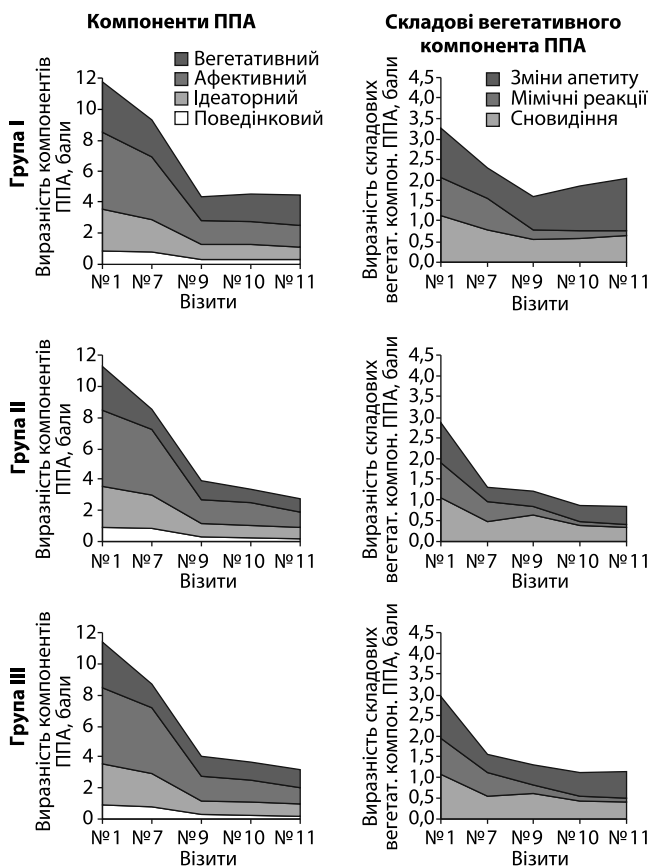 Компоненти ППА
Складові вегетативного
компонента ППА
Група I
Виразність компонентів
ППА, бали
12
10
8
6
4
2
0
Вегетативний
Афективний
Ідеаторний
Поведінковий
№1 №7 №9 №10 №11
Візити
Виразність складових
вегетат. компон. ППА, бали
4,5
4,0
3,5
3,0
2,5
2,0
1,5
1,0
0,5
0,0
Зміни апетиту
Мімічні реакції
Сновидіння
№1 №7 №9 №10 №11
Візити
Група II
Виразність компонентів
ППА, бали
12
10
8
6
4
2
0
№1 №7 №9 №10 №11
Візити
Виразність складових
вегетат. компон. ППА, бали
4,5
4,0
3,5
3,0
2,5
2,0
1,5
1,0
0,5
0,0
№1 №7 №9 №10 №11
Візити
Група III
Виразність компонентів
ППА, бали
12
10
8
6
4
2
0
№1 №7 №9 №10 №11
Візити
Виразність складових
вегетат. компон. ППА, бали
4,5
4,0
3,5
3,0
2,5
2,0
1,5
1,0
0,5
0,0
№1 №7 №9 №10 №11
Візити